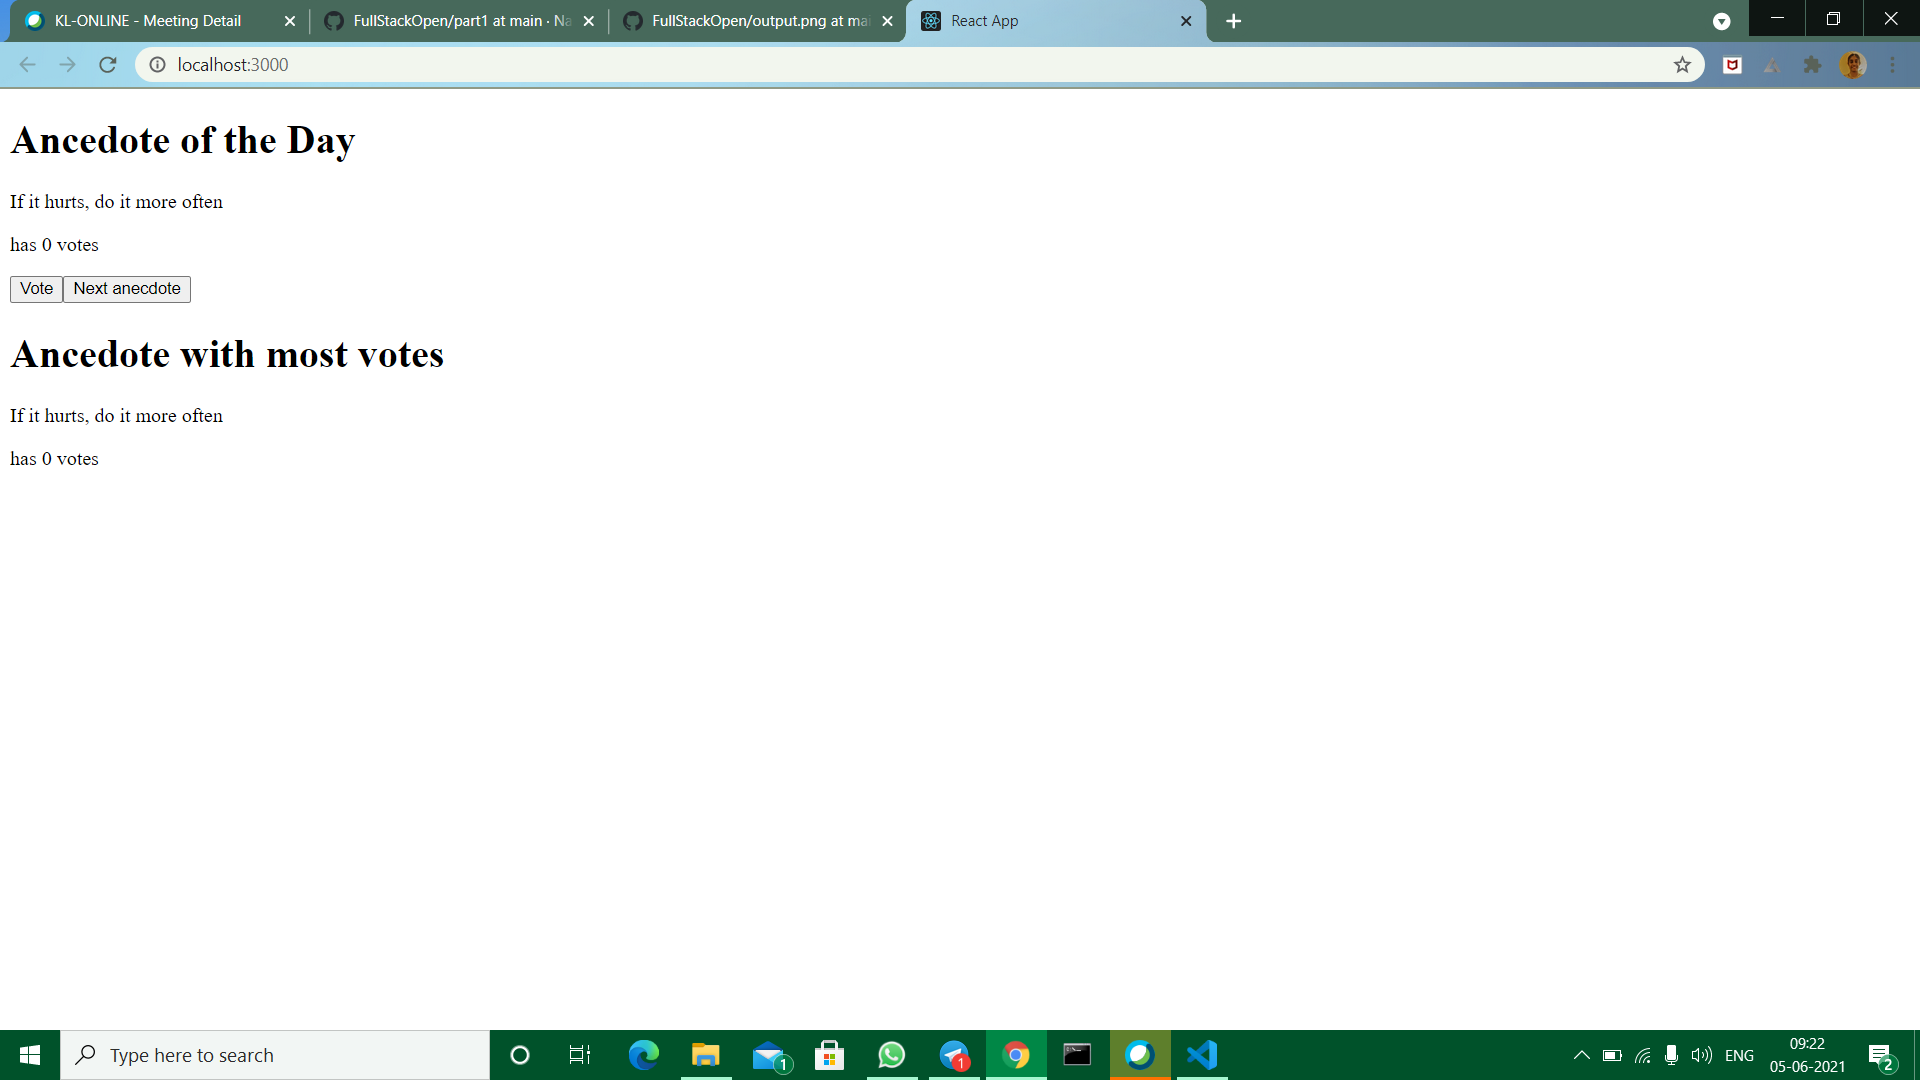 KL-ONLINE - Meeting Detail
FullStackOpen/part1 at main · Na
FullStackOpen/output.png at mai
React App
localhost:3000
Ancedote of the Day
If it hurts, do it more often
has 0 votes
Vote Next anecdote
Ancedote with most votes
If it hurts, do it more often
has 0 votes
Type here to search
1
1
ENG
09:22
05-06-2021
2